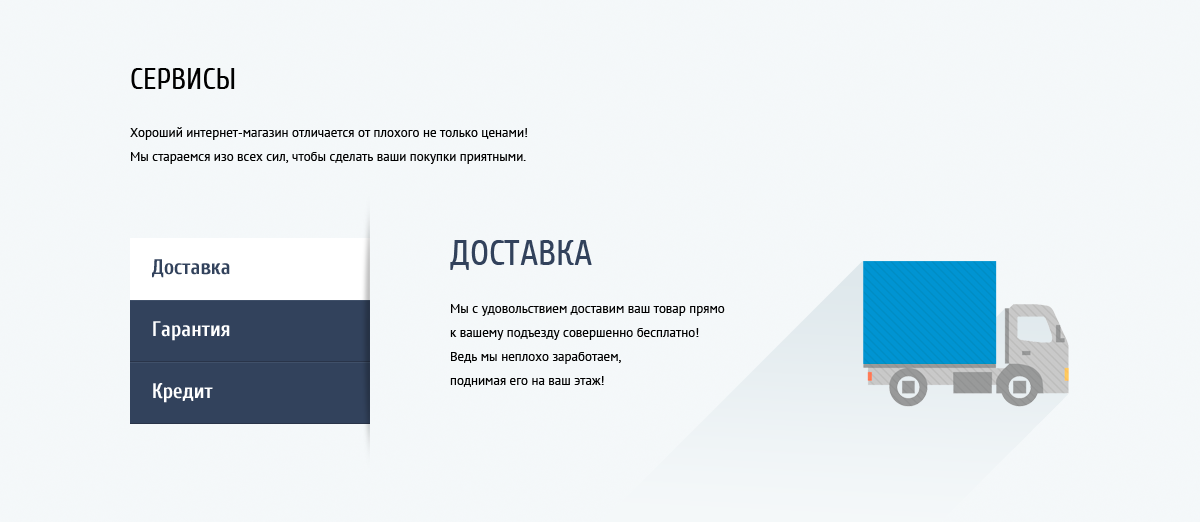 СЕРВИСЫ
Хороший интернет-магазин отличается от плохого не только ценами!
Мы стараемся изо всех сил, чтобы сделать ваши покупки приятными.
Доставка
Гарантия
Кредит
ДОСТАВКА
Мы с удовольствием доставим ваш товар прямо
к вашему подъезду совершенно бесплатно!
Ведь мы неплохо заработаем,
поднимая его на ваш этаж!